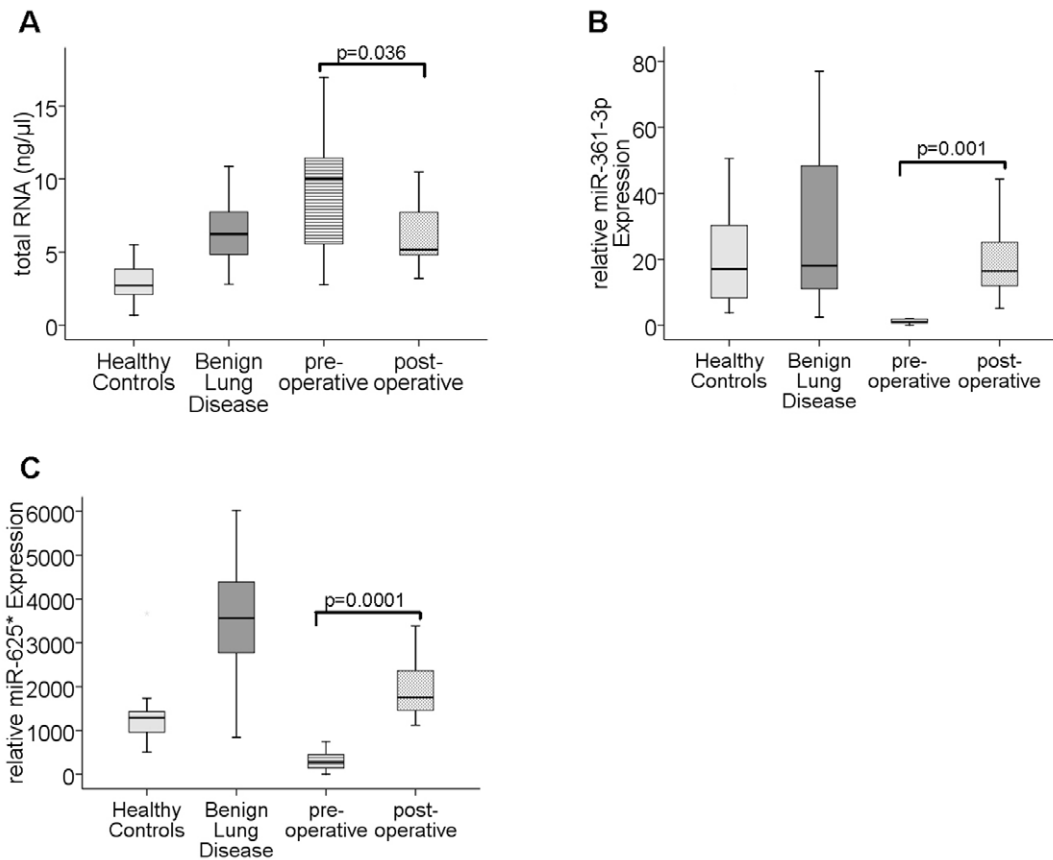 A
p=0.036
total RNA (ng/µl)
15
10
5
0
Healthy Controls
Benign Lung Disease
pre-operative
post-operative
B
p=0.001
relative miR-361-3p Expression
80
60
40
20
0
Healthy Controls
Benign Lung Disease
pre-operative
post-operative
C
p=0.0001
relative miR-625* Expression
6000
5000
4000
3000
2000
1000
0
Healthy Controls
Benign Lung Disease
pre-operative
post-operative